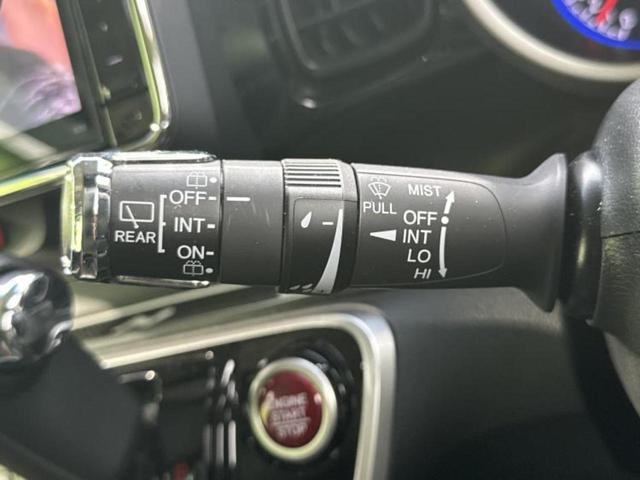 OFF
INT
ON
REAR
PULL
MIST
OFF
INT
LO
HI
ENGINE
START
STOP